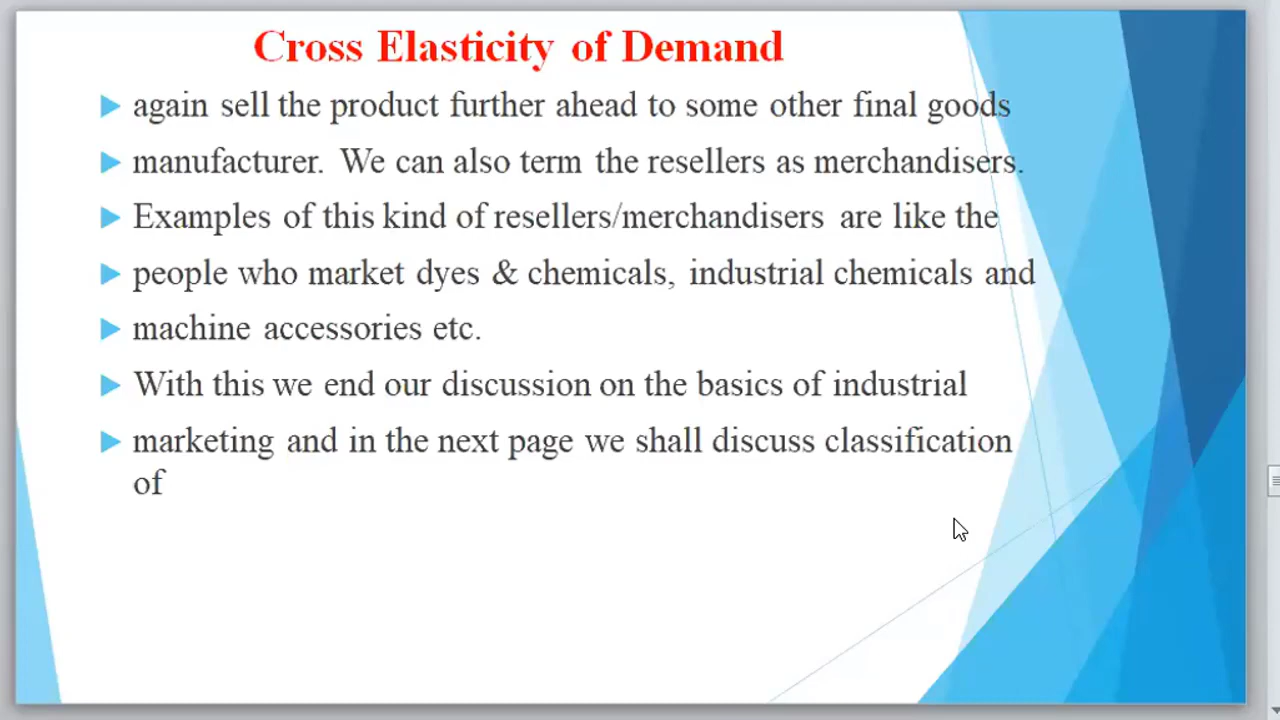 Cross Elasticity of Demand
again sell the product further ahead to some other final goods
manufacturer. We can also term the resellers as merchandisers.
Examples of this kind of resellers/merchandisers are like the
people who market dyes & chemicals, industrial chemicals and
machine accessories etc.
With this we end our discussion on the basics of industrial
marketing and in the next page we shall discuss classification
of